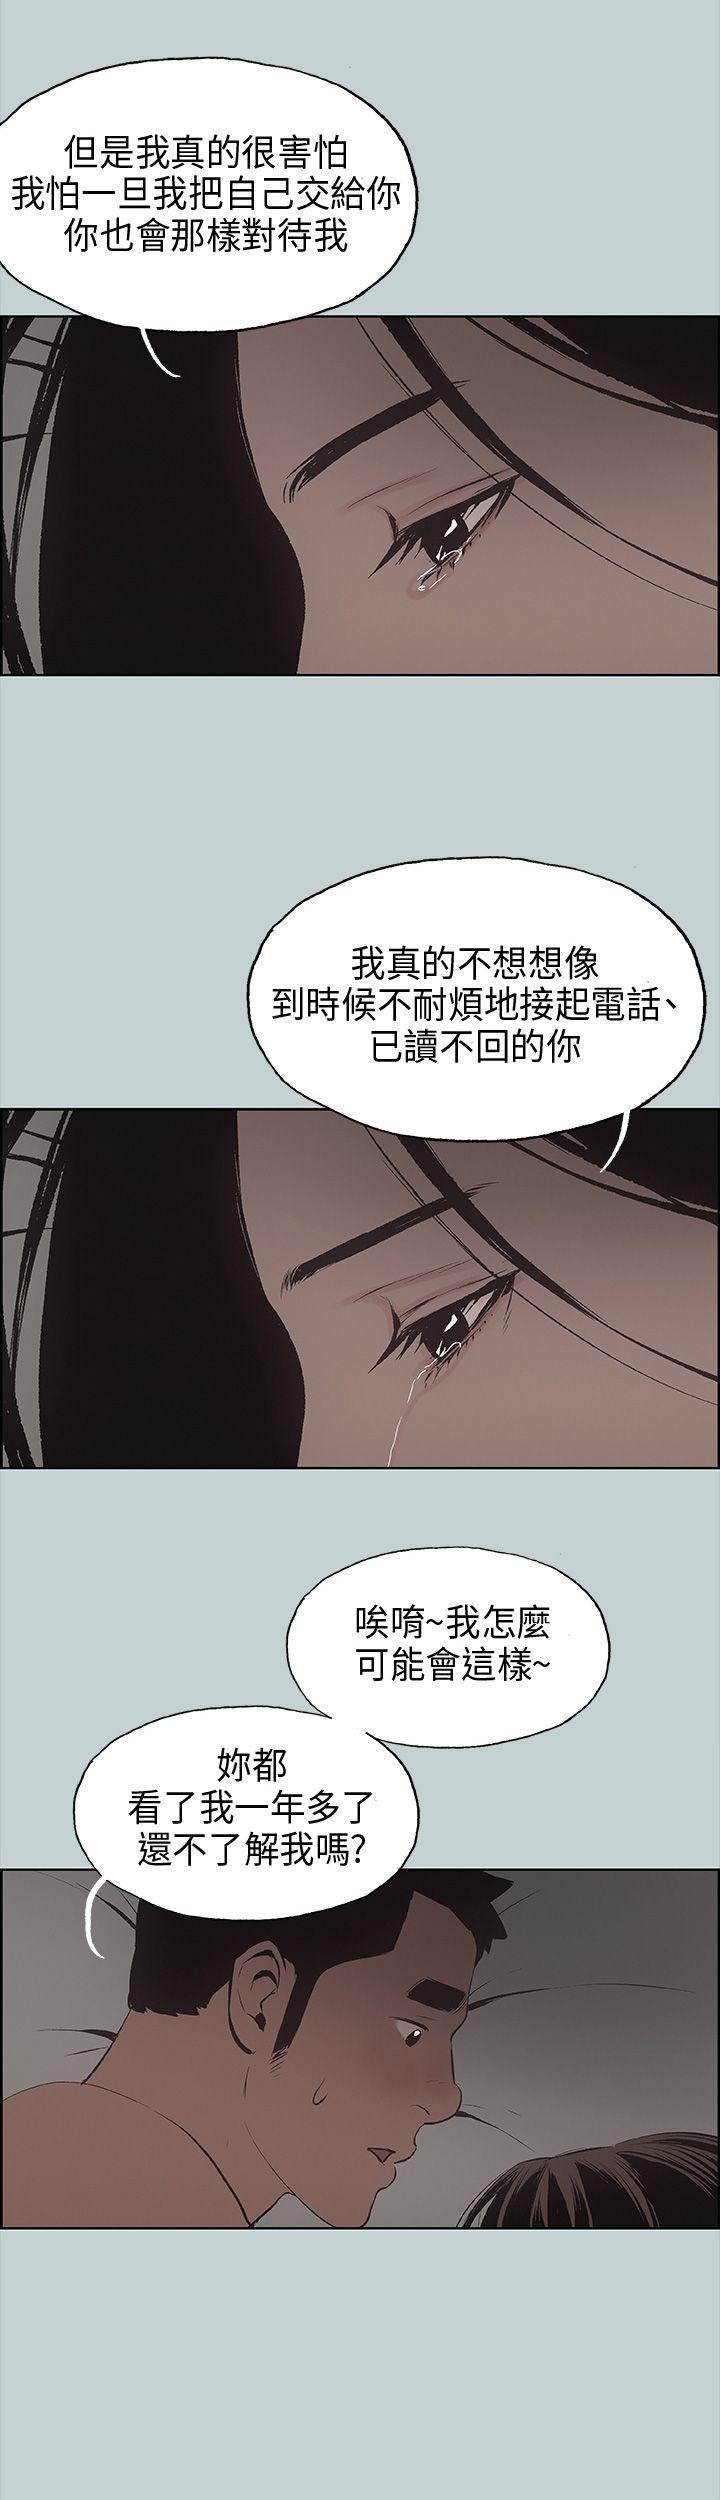 但是我真的很害怕
我怕一旦我把自己交給你
你也會那樣對待我
我真的不想想像
到時候不耐煩地接起電話、
已讀不回的你
唉唷~我怎麼
可能會這樣~
妳都
看了我一年多了
還不了解我嗎?